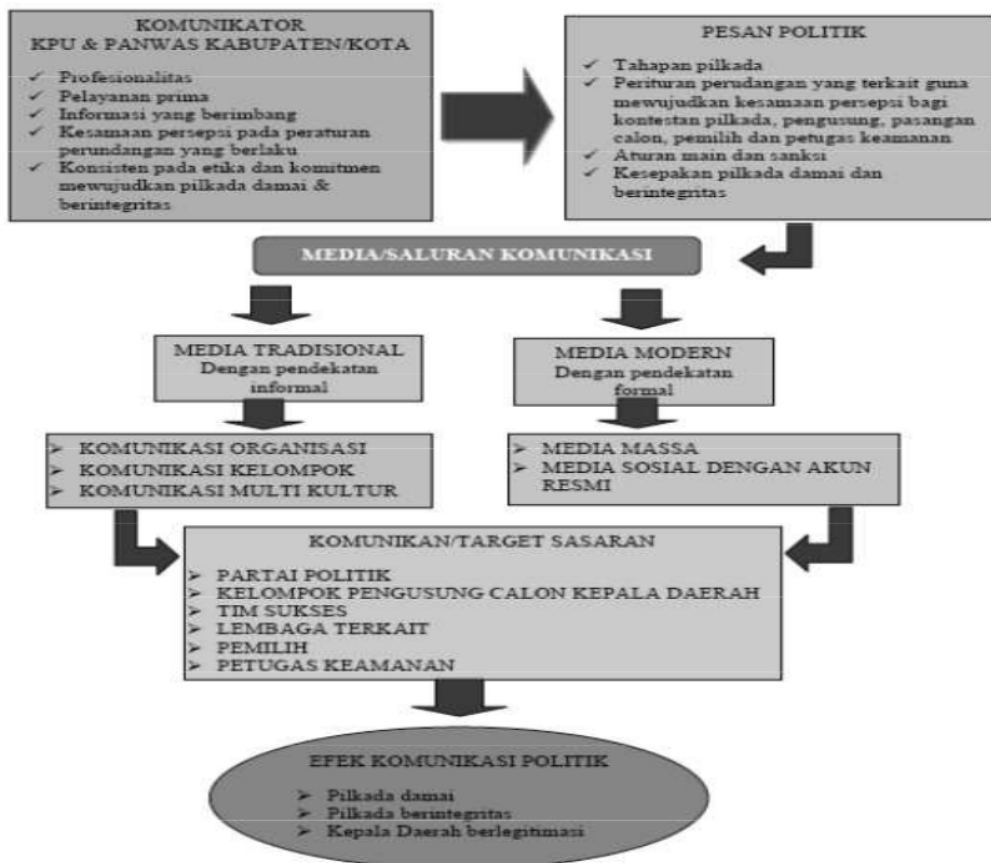 KOMUNIKATOR
KPU & PANWAS KABUPATEN/KOTA
✓ Profesionalitas
✓ Pelayanan prima
✓ Informasi yang berimbang
✓ Kesamaan persepsi pada peraturan
perundangan yang berlaku
✓ Konsisten pada etika dan komitmen
mewujudkan pilkada damai &
berintegritas
PESAN POLITIK
✓ Tahapan pilkada
✓ Perituran perudangan yang terkait guna
mewujudkan kesamaan persepsi bagi
kontestan pilkada, pengusung, pasangan
calon, pemilih dan petugas keamanan
✓ Aturan main dan sanksi
✓ Kesepakan pilkada damai dan
berintegritas
MEDIA/SALURAN KOMUNIKASI
MEDIA TRADISIONAL
Dengan pendekatan
informal
MEDIA MODERN
Dengan pendekatan
formal
➢ KOMUNIKASI ORGANISASI
➢ KOMUNIKASI KELOMPOK
➢ KOMUNIKASI MULTI KULTUR
➢ MEDIA MASSA
➢ MEDIA SOSIAL DENGAN AKUN
RESMI
KOMUNIKAN/TARGET SASARAN
➢ PARTAI POLITIK
➢ KELOMPOK PENGUSUNG CALON KEPALA DAERAH
➢ TIM SUKSES
➢ LEMBAGA TERKAIT
➢ PEMILIH
➢ PETUGAS KEAMANAN
EFEK KOMUNIKASI POLITIK
➢ Pilkada damai
➢ Pilkada berintegritas
➢ Kepala Daerah berlegitimasi